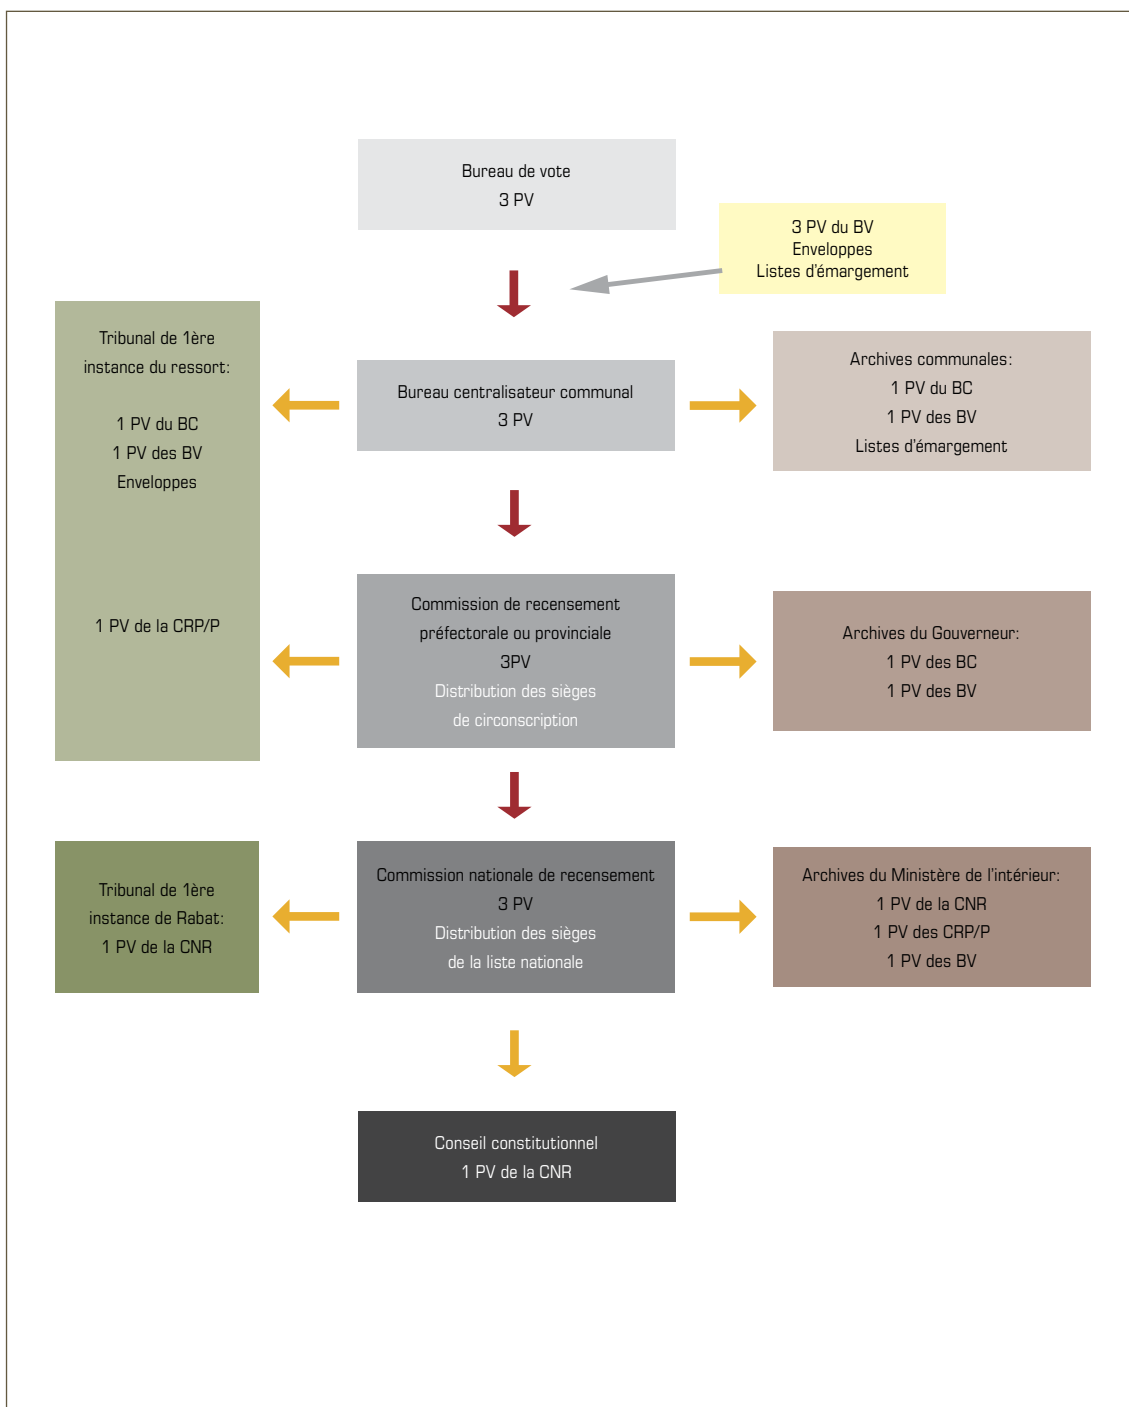 Bureau de vote
3 PV
3 PV du BV
Enveloppes
Listes d'émargement
Tribunal de 1ère
instance du ressort:
1 PV du BC
1 PV des BV
Enveloppes
1 PV de la CRP/P
Bureau centralisateur communal
3 PV
Archives communales:
1 PV du BC
1 PV des BV
Listes d'émargement
Commission de recensement
préfectorale ou provinciale
3PV
Distribution des sièges
de circonscription
Archives du Gouverneur:
1 PV des BC
1 PV des BV
Tribunal de 1ère
instance de Rabat:
1 PV de la CNR
Commission nationale de recensement
3 PV
Distribution des sièges
de la liste nationale
Archives du Ministère de l'intérieur:
1 PV de la CNR
1 PV des CRP/P
1 PV des BV
Conseil constitutionnel
1 PV de la CNR